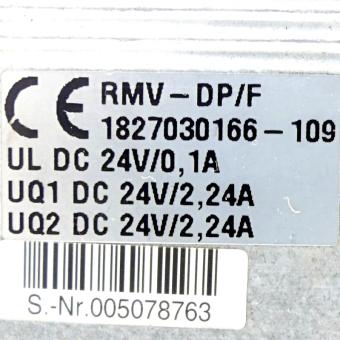 CE RMV-DP/F
1827030166-109
UL DC 24V/0,1A
UQ1 DC 24V/2,24A
UQ2 DC 24V/2,24A
S.-Nr.005078763